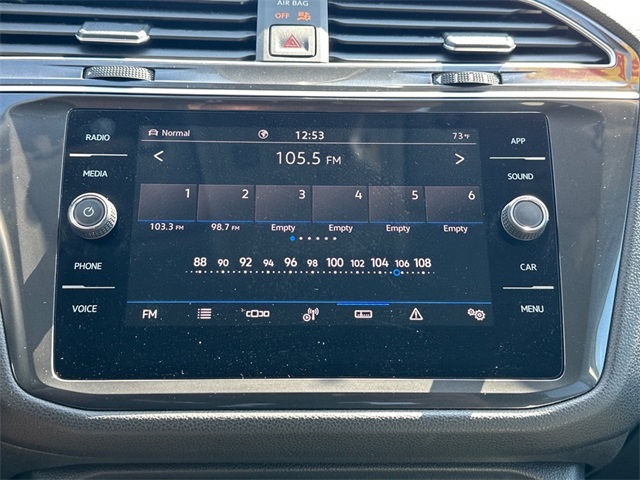 AIR BAG
OFF
RADIO
MEDIA
PHONE
VOICE
Normal 12:53 73°F
< 105.5 FM >
1 2 3 4 5 6
103.3 FM 98.7 FM Empty Empty Empty Empty
88 90 92 94 96 98 100 102 104 106 108
FM
APP
SOUND
CAR
MENU